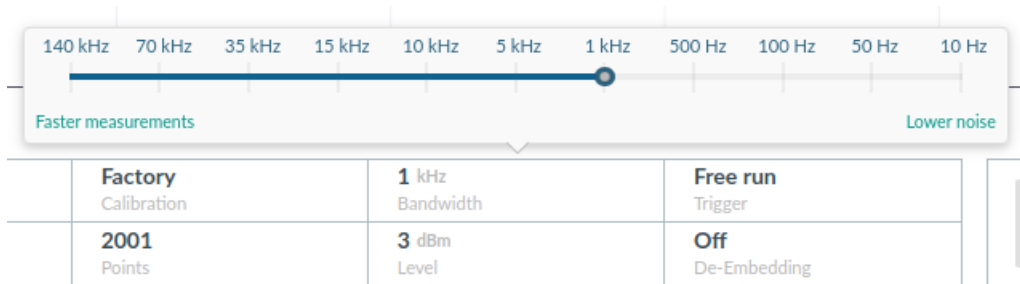 140 kHz 70 kHz 35 kHz 15 kHz 10 kHz 5 kHz 1 kHz 500 Hz 100 Hz 50 Hz 10 Hz
Faster measurements Lower noise
Factory 1 kHz Free run
Calibration Bandwidth Trigger
2001 3 dBm Off
Points Level De-Embedding